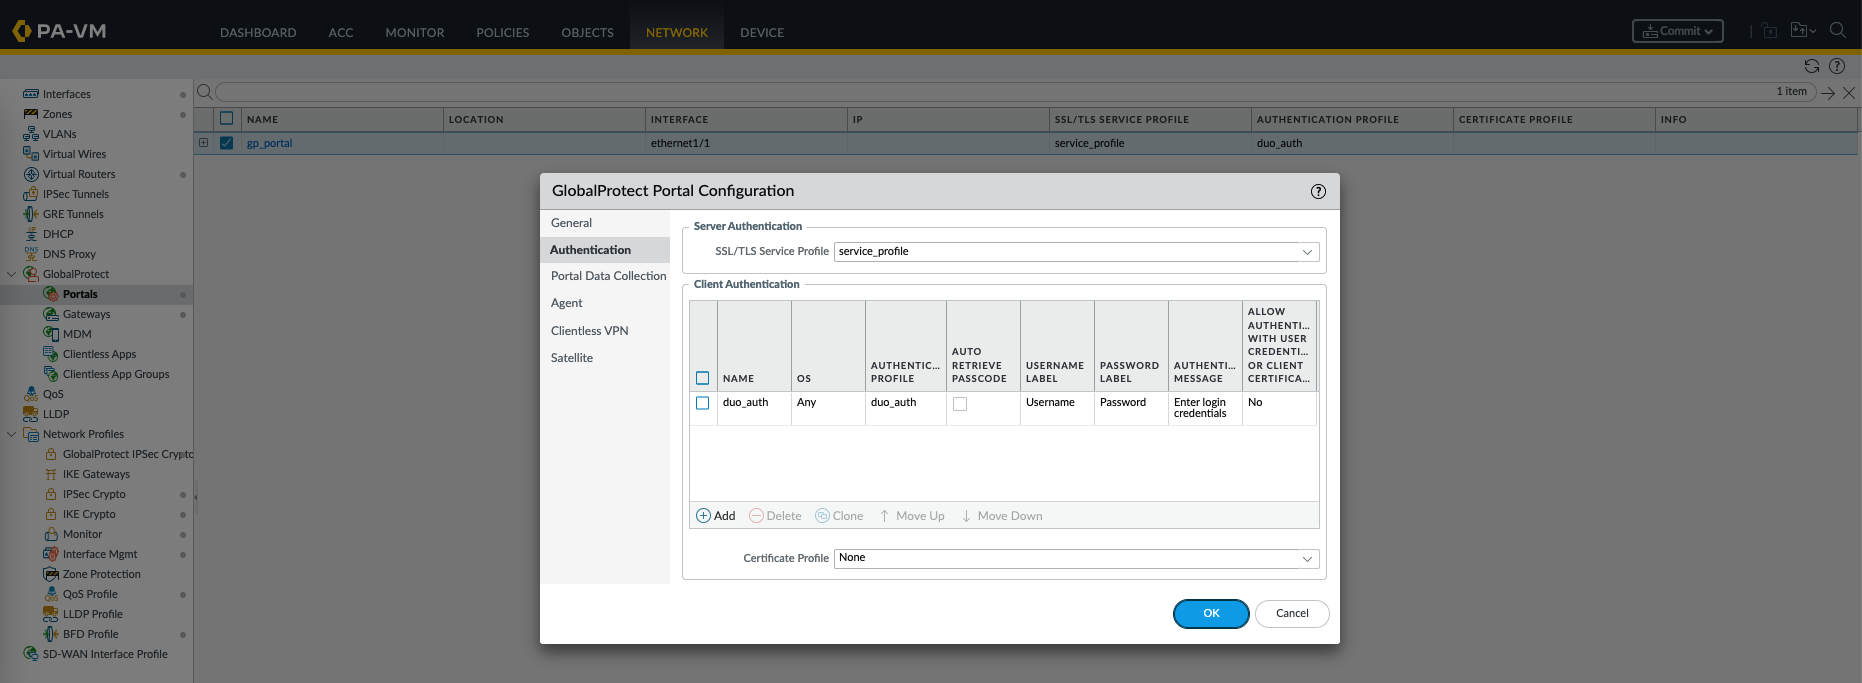 PA-VM
DASHBOARD ACC MONITOR POLICIES OBJECTS NETWORK DEVICE
Commit
1 item
Interfaces
Zones
VLANs
Virtual Wires
Virtual Routers
IPSec Tunnels
GRE Tunnels
DHCP
DNS Proxy
GlobalProtect
Portals
Gateways
MDM
Clientless Apps
Clientless App Groups
QoS
LLDP
Network Profiles
GlobalProtect IPSec Crypto
IKE Gateways
IPSec Crypto
IKE Crypto
Monitor
Interface Mgmt
Zone Protection
QoS Profile
LLDP Profile
BFD Profile
SD-WAN Interface Profile
NAME LOCATION INTERFACE IP SSL/TLS SERVICE PROFILE AUTHENTICATION PROFILE CERTIFICATE PROFILE INFO
gp_portal ethernet1/1 service_profile duo_auth
GlobalProtect Portal Configuration
General
Authentication
Portal Data Collection
Agent
Clientless VPN
Satellite
Server Authentication
SSL/TLS Service Profile service_profile
Client Authentication
NAME
OS
AUTHENTIC...
PROFILE
AUTO
RETRIEVE
PASSCODE
USERNAME
LABEL
PASSWORD
LABEL
AUTHENTI...
MESSAGE
ALLOW
AUTHENTI...
WITH USER
CREDENTI...
OR CLIENT
CERTIFICA...
duo_auth Any duo_auth Username Password Enter login No
credentials
Add Delete Clone Move Up Move Down
Certificate Profile None
OK Cancel